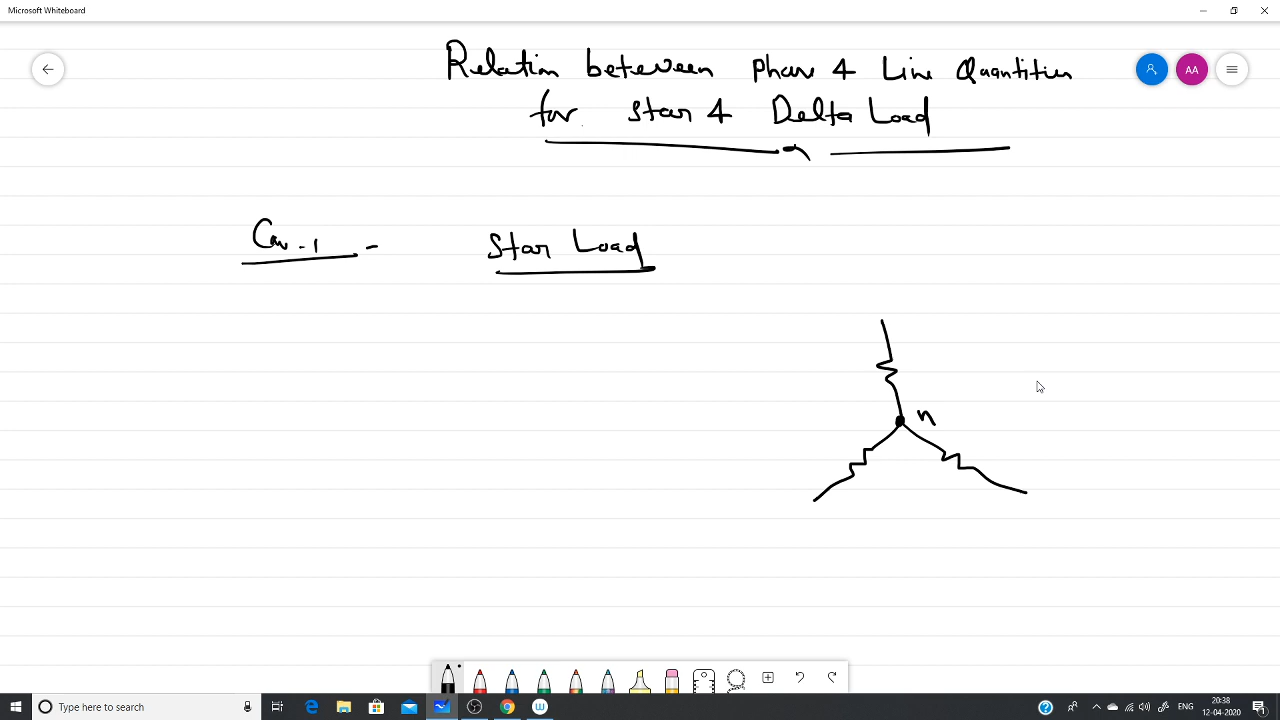 Microsoft Whiteboard
Relation between phase & Line Quantities
for Star & Delta Load
AA
Case-1 - Star Load
n
Type here to search
ENG
20:38
12-04-2020